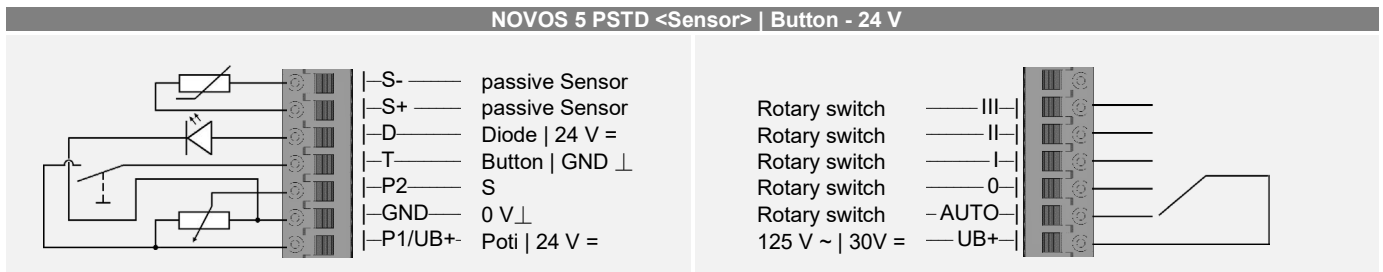 NOVOS 5 PSTD <Sensor> | Button - 24 V
S- passive Sensor
S+ passive Sensor
D Diode | 24 V =
T Button | GND ⊥
P2 S
GND 0 V⊥
P1/UB+ Poti | 24 V =
Rotary switch III
Rotary switch II
Rotary switch I
Rotary switch 0
Rotary switch AUTO
125 V ~ | 30V = UB+